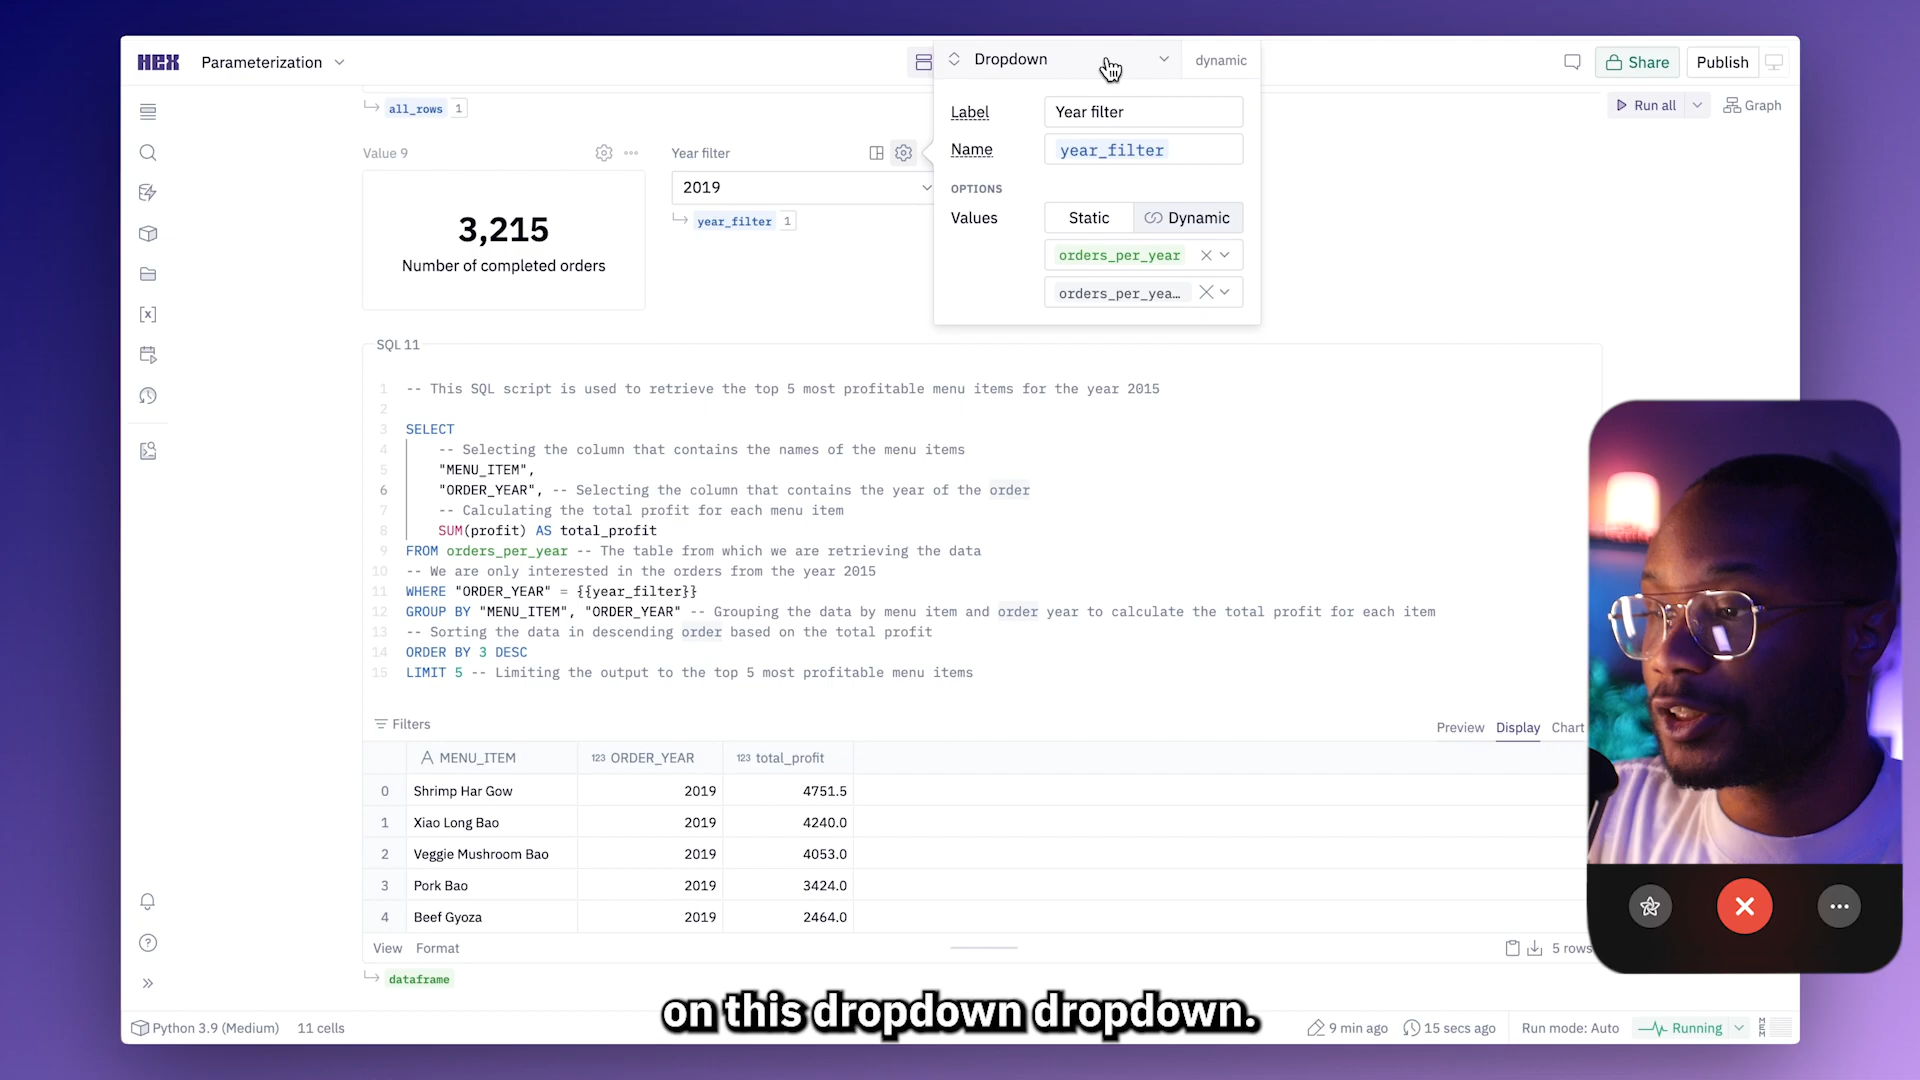 HEX
Parameterization
Dropdown
dynamic
Share
Publish
all_rows 1
Run all
Graph
Label
Year filter
Name
year_filter
OPTIONS
Values
Static
Dynamic
orders_per_year
orders_per_yea…
Value 9
3,215
Number of completed orders
Year filter
2019
year_filter 1
SQL 11
1 -- This SQL script is used to retrieve the top 5 most profitable menu items for the year 2015
2
3 SELECT
4 -- Selecting the column that contains the names of the menu items
5 "MENU_ITEM",
6 "ORDER_YEAR", -- Selecting the column that contains the year of the order
7 -- Calculating the total profit for each menu item
8 SUM(profit) AS total_profit
9 FROM orders_per_year -- The table from which we are retrieving the data
10 -- We are only interested in the orders from the year 2015
11 WHERE "ORDER_YEAR" = {{year_filter}}
12 GROUP BY "MENU_ITEM", "ORDER_YEAR" -- Grouping the data by menu item and order year to calculate the total profit for each item
13 -- Sorting the data in descending order based on the total profit
14 ORDER BY 3 DESC
15 LIMIT 5 -- Limiting the output to the top 5 most profitable menu items
Filters
Preview Display Chart
A MENU_ITEM 123 ORDER_YEAR 123 total_profit
0 Shrimp Har Gow 2019 4751.5
1 Xiao Long Bao 2019 4240.0
2 Veggie Mushroom Bao 2019 4053.0
3 Pork Bao 2019 3424.0
4 Beef Gyoza 2019 2464.0
View Format
5 rows
dataframe
on this dropdown dropdown.
Python 3.9 (Medium) 11 cells
9 min ago 15 secs ago Run mode: Auto Running MEM